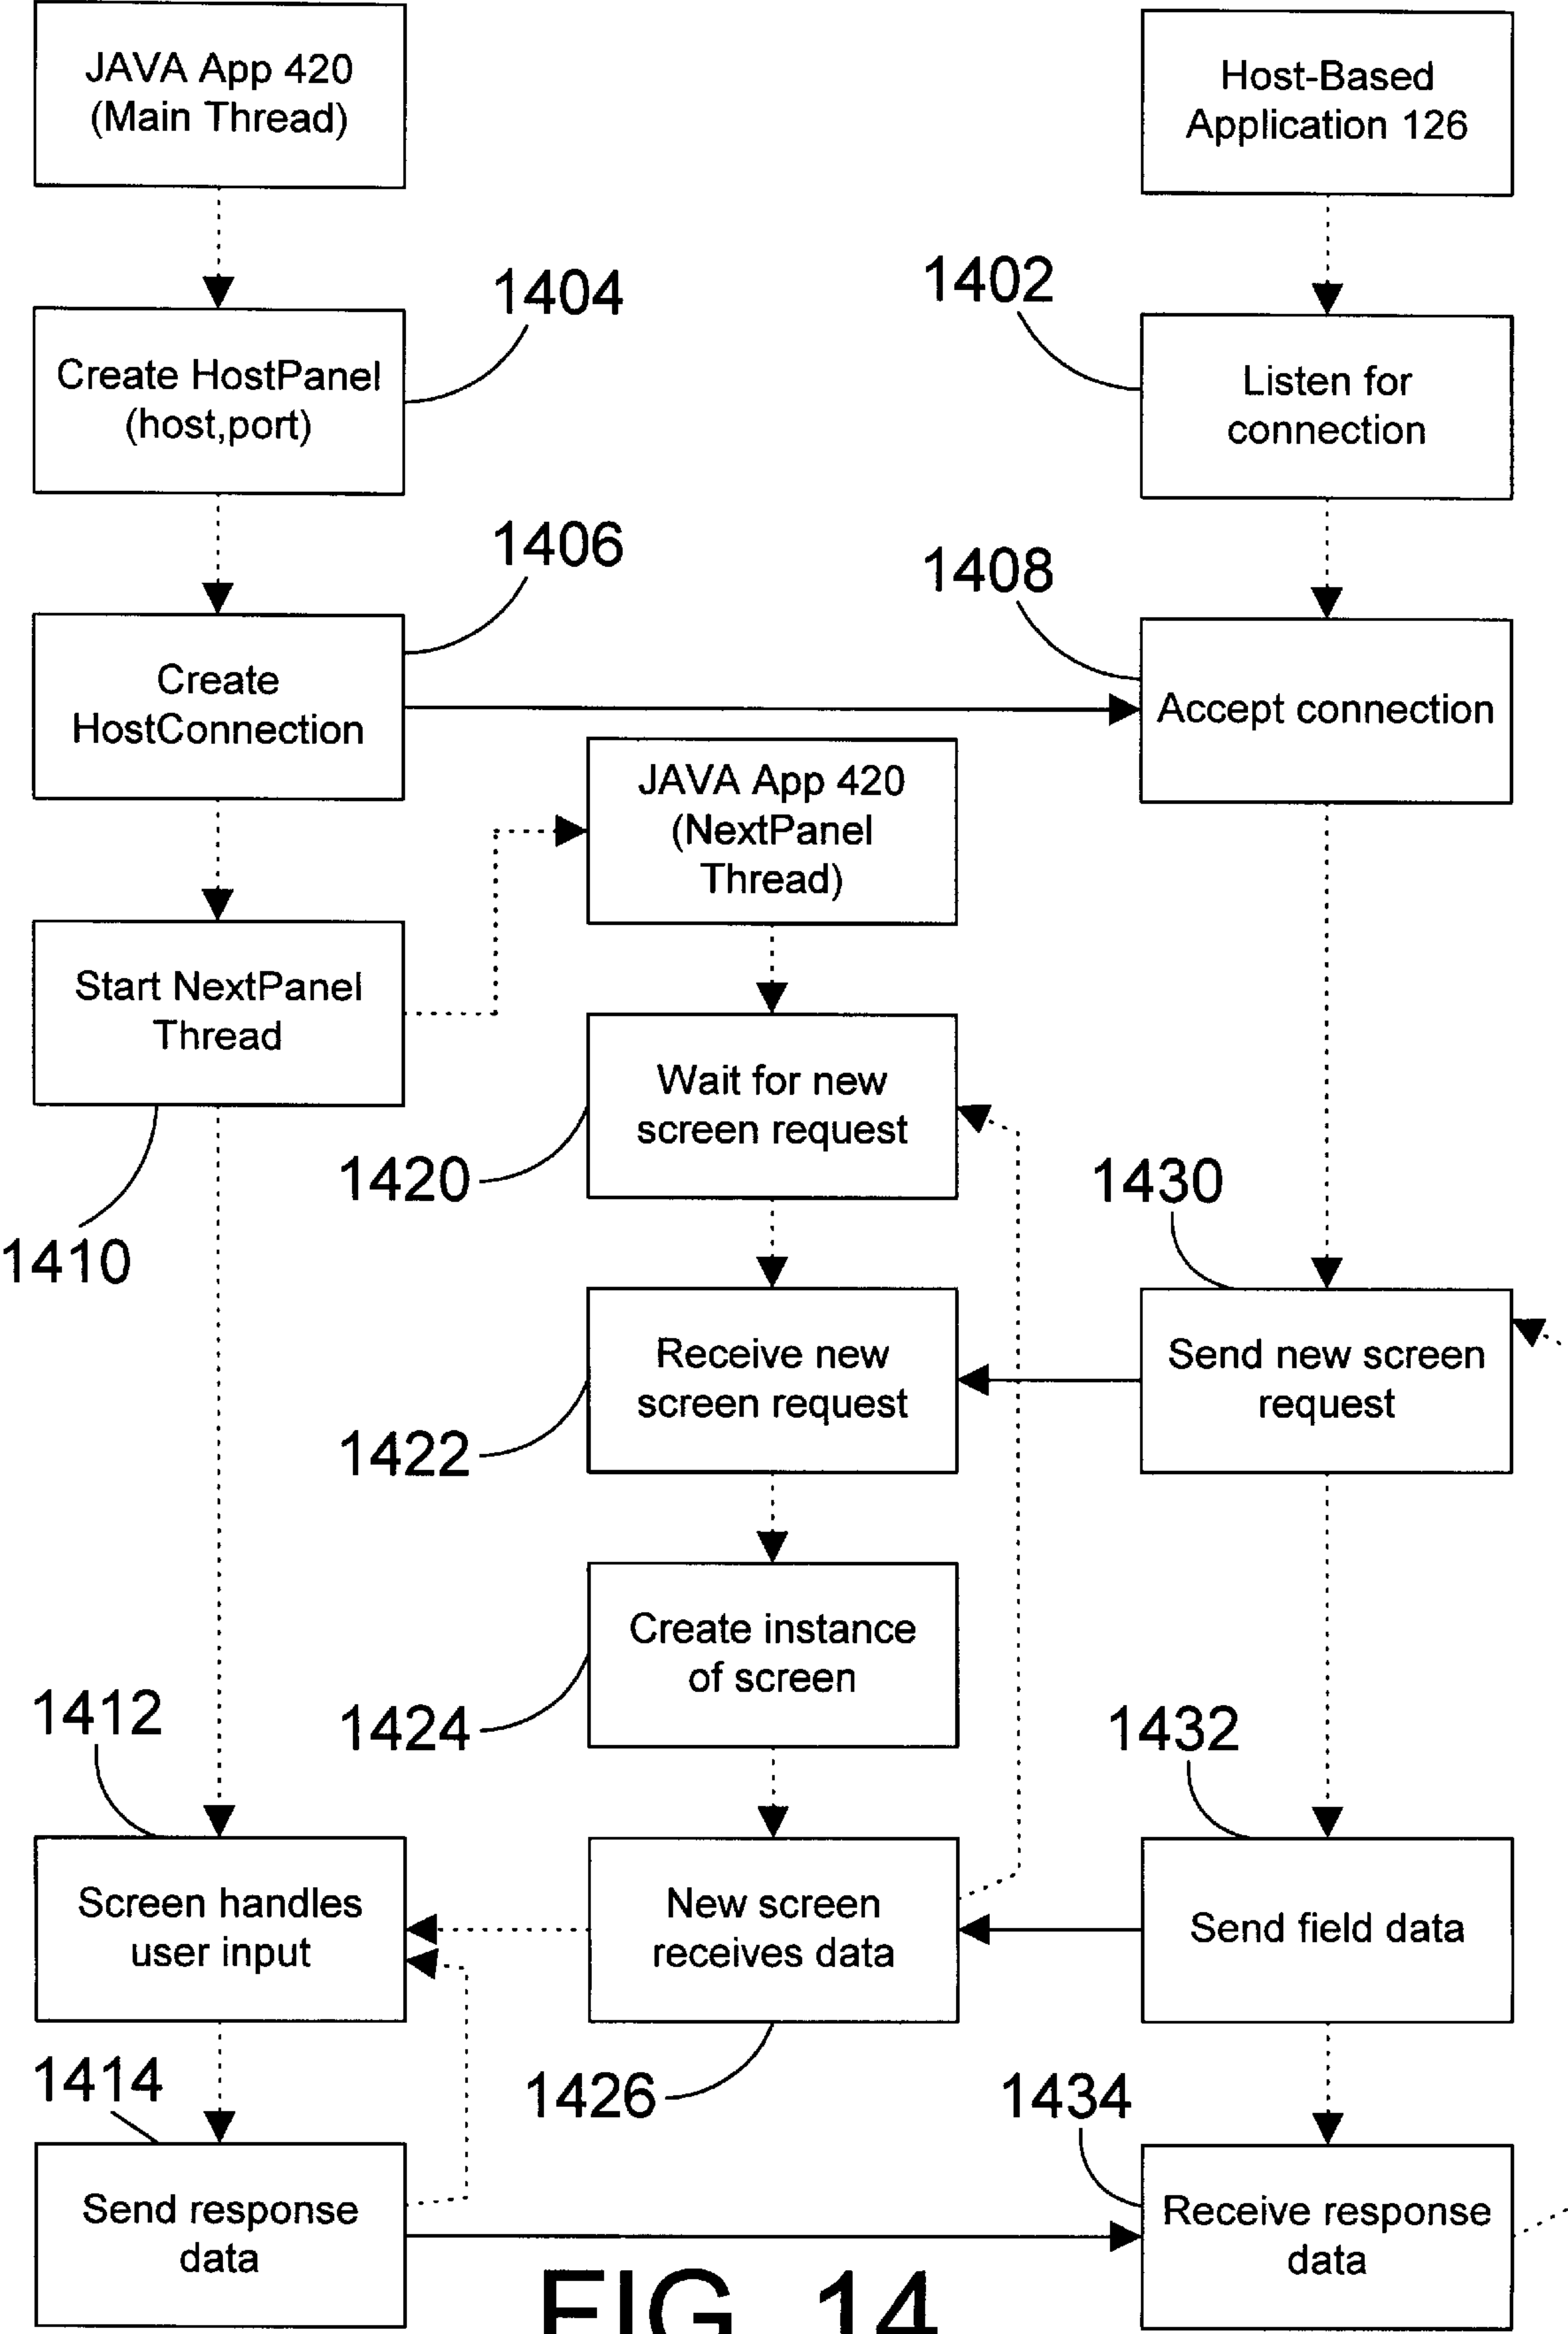 JAVA App 420
(Main Thread)
Host-Based
Application 126
1404
1402
Create HostPanel
(host,port)
Listen for
connection
1406
1408
Create
HostConnection
Accept connection
JAVA App 420
(NextPanel
Thread)
Start NextPanel
Thread
1410
Wait for new
screen request
1420
1430
Receive new
screen request
Send new screen
request
1422
Create instance
of screen
1424
1412
1432
Screen handles
user input
New screen
receives data
Send field data
1426
1414
1434
Send response
data
Receive response
data
FIG. 14